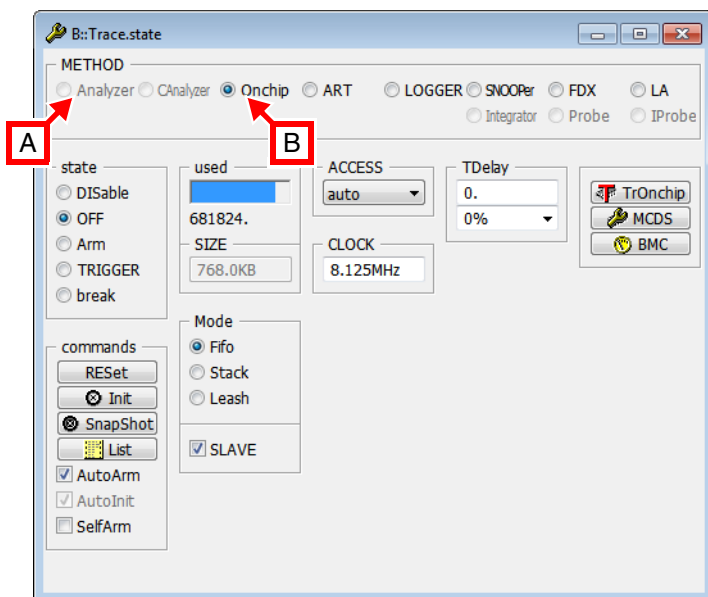 B::Trace.state
METHOD
Analyzer CAnalyzer Onchip ART LOGGER SNOOPer FDX LA
Integrator Probe IProbe
A
B
state
DISable
OFF
Arm
TRIGGER
break
used
681824.
SIZE
768.0KB
ACCESS
auto
CLOCK
8.125MHz
TDelay
0.
0%
TrOnchip
MCDS
BMC
commands
RESet
Init
SnapShot
List
AutoArm
AutoInit
SelfArm
Mode
Fifo
Stack
Leash
SLAVE